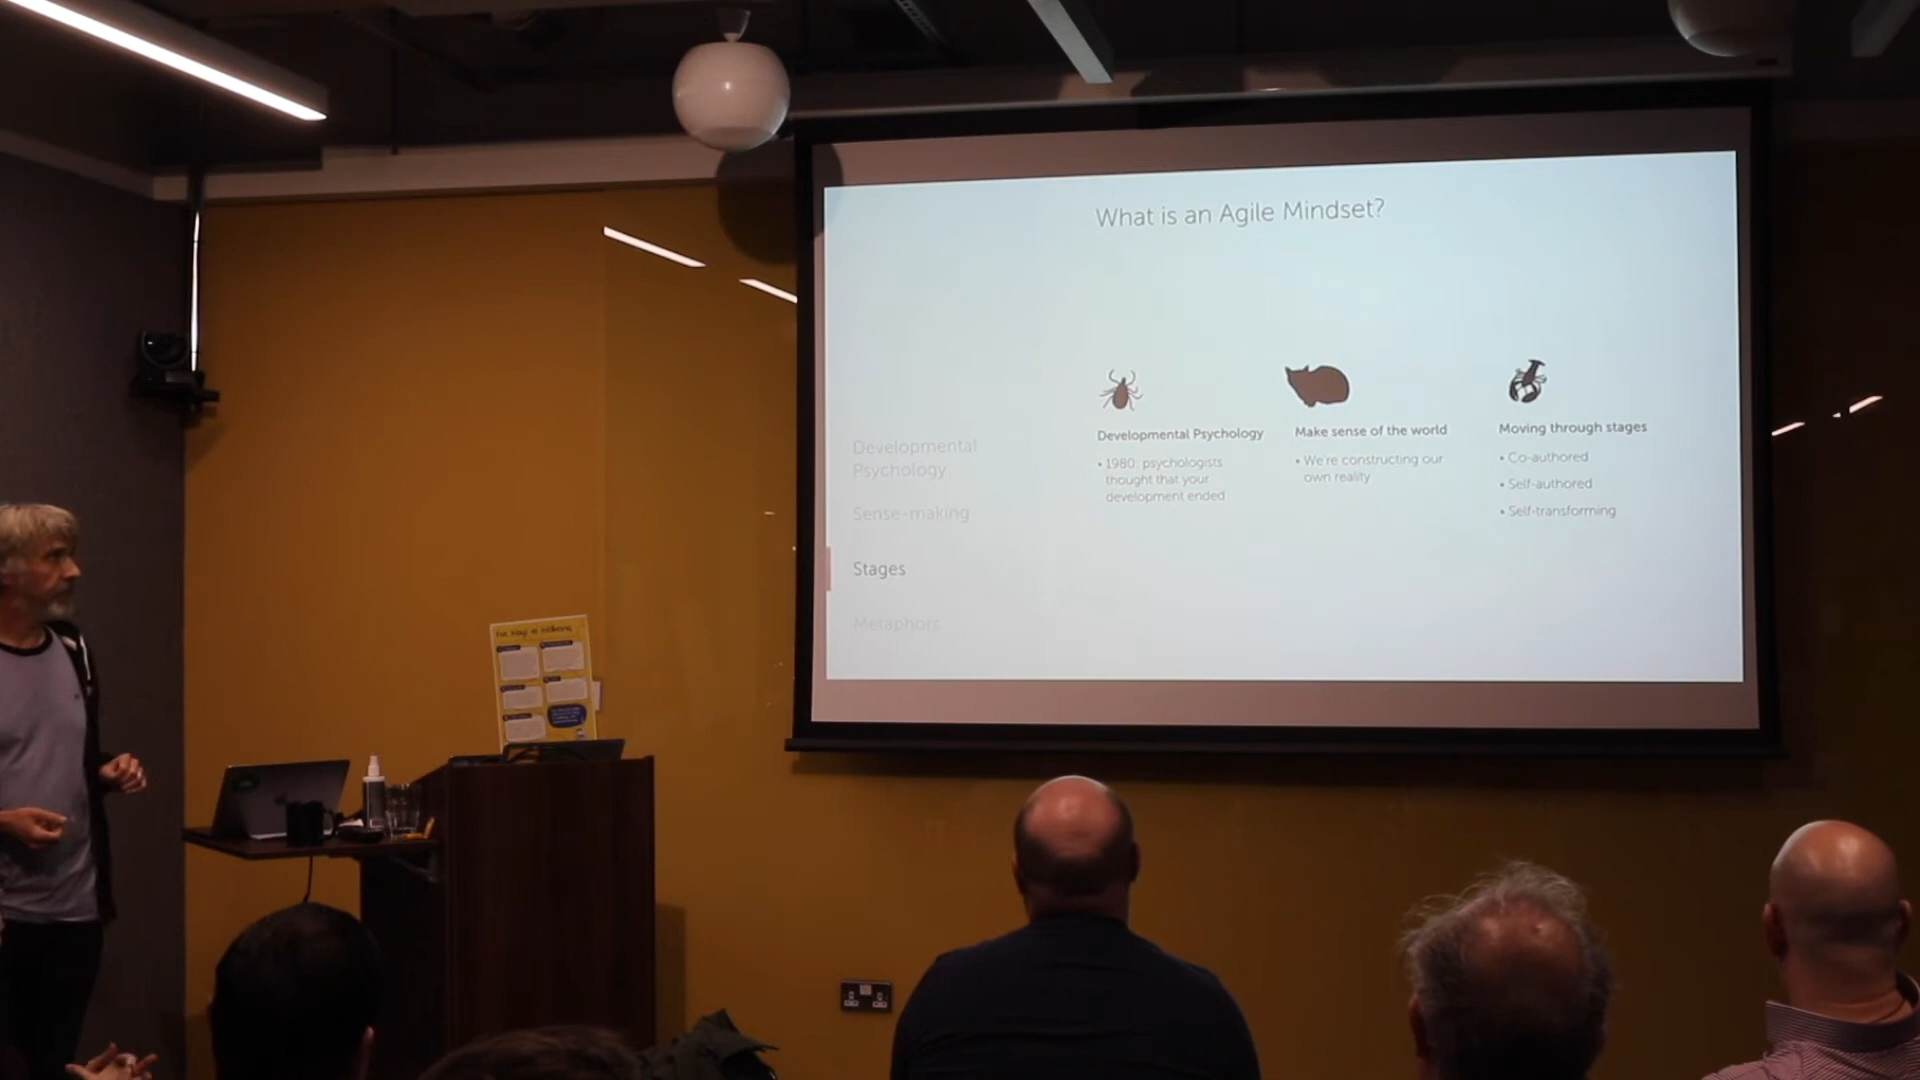 What is an Agile Mindset?
Developmental
Psychology
Sense-making
Stages
Metaphors
Developmental Psychology
• 1980: psychologists
thought that your
development ended
Make sense of the world
• We're constructing our
own reality
Moving through stages
• Co-authored
• Self-authored
• Self-transforming